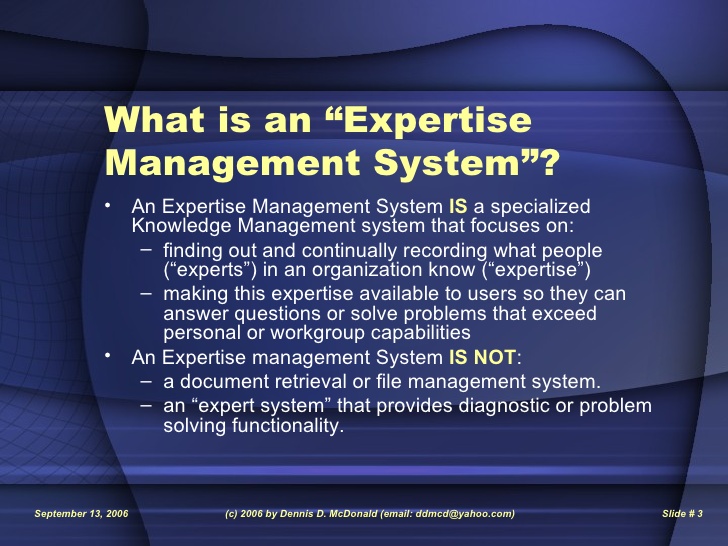 What is an “Expertise
Management System”?
• An Expertise Management System IS a specialized
Knowledge Management system that focuses on:
– finding out and continually recording what people
(“experts”) in an organization know (“expertise”)
– making this expertise available to users so they can
answer questions or solve problems that exceed
personal or workgroup capabilities
• An Expertise management System IS NOT:
– a document retrieval or file management system.
– an “expert system” that provides diagnostic or problem
solving functionality.
September 13, 2006 (c) 2006 by Dennis D. McDonald (email: ddmcd@yahoo.com) Slide # 3